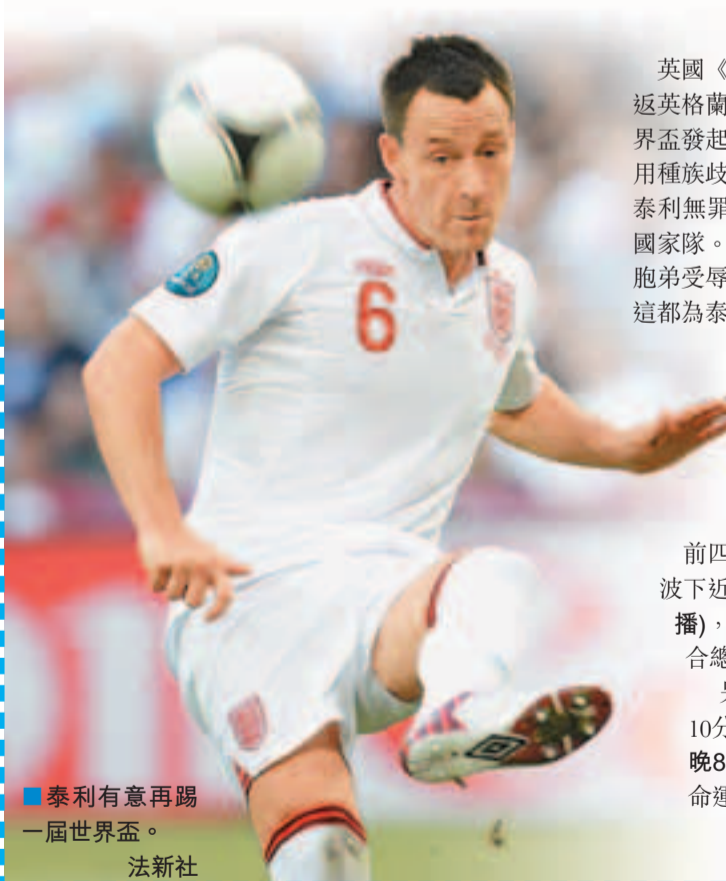 英國《
返英格蘭
界盃發起
用種族歧
泰利無罪
國家隊。
胞弟受辱
這都為泰
6
前四
波下近
播)，
合總
10分
晚8
命運
■泰利有意再踢
一屆世界盃。
法新社